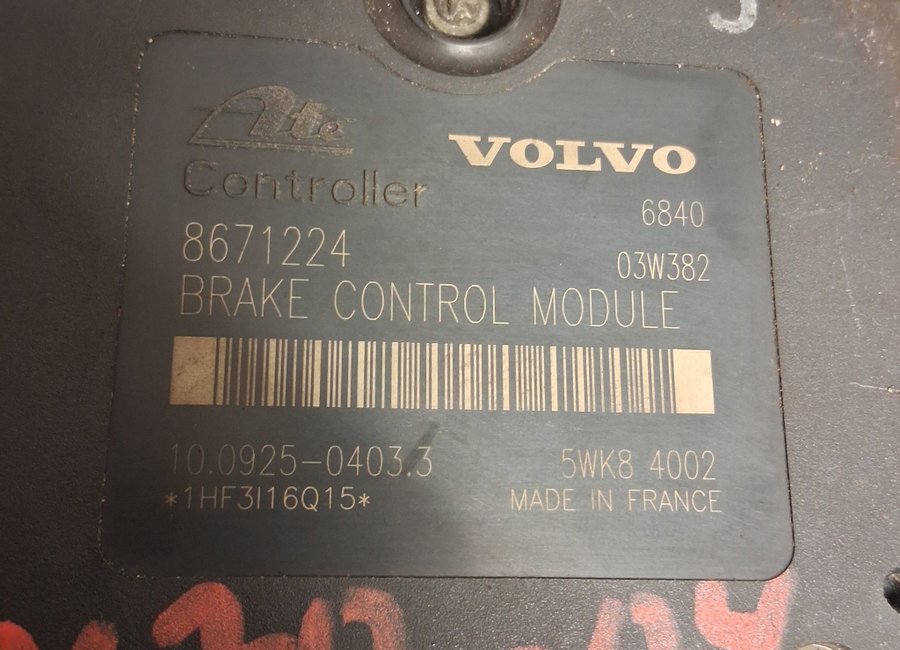 Ate
VOLVO
Controller
6840
8671224
03W382
BRAKE CONTROL MODULE
10.0925-0403.3
5WK8 4002
*1HF3I16Q15*
MADE IN FRANCE